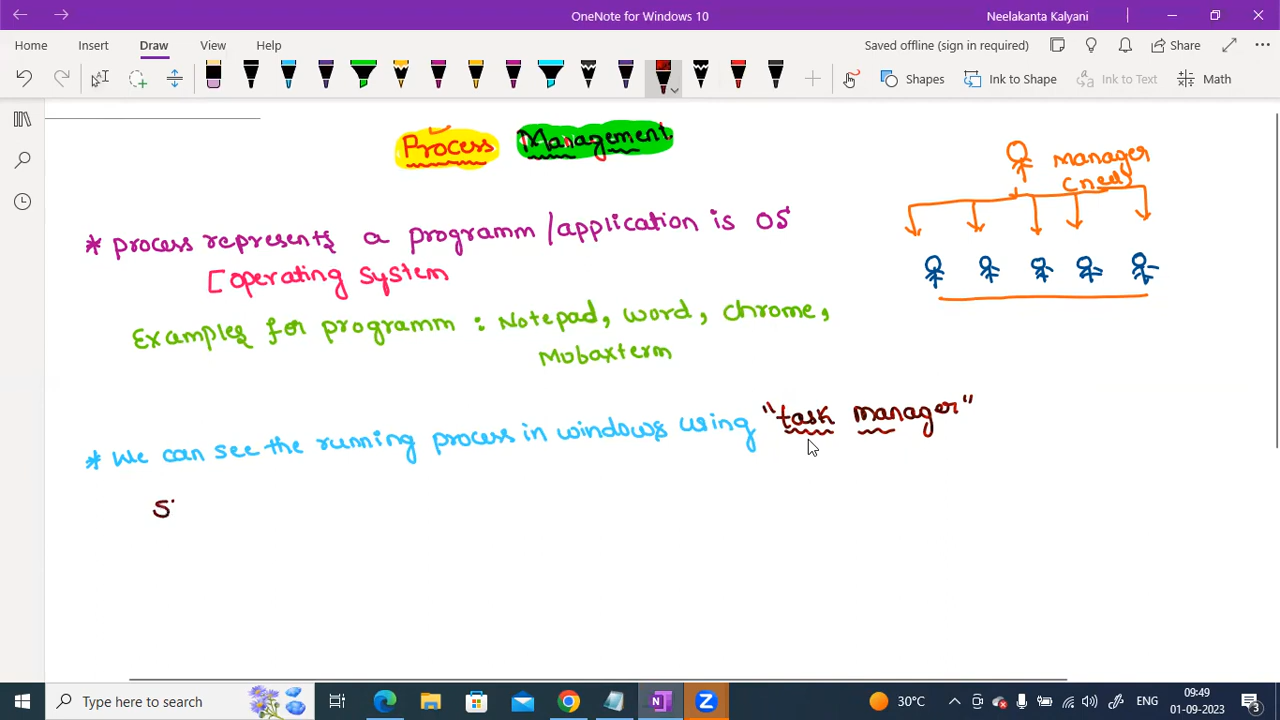 OneNote for Windows 10
Neelakanta Kalyani
Home Insert Draw View Help
Saved offline (sign in required)
Share
Shapes
Ink to Shape
Ink to Text
Math
Process Management
Manager
* process represents a programm/application is OS
[operating system
Examples for programm : Notepad, word, chrome,
Mobaxterm
* We can see the running process in windows using "task manager"
S
Type here to search
30°C
ENG
09:49
01-09-2023
3